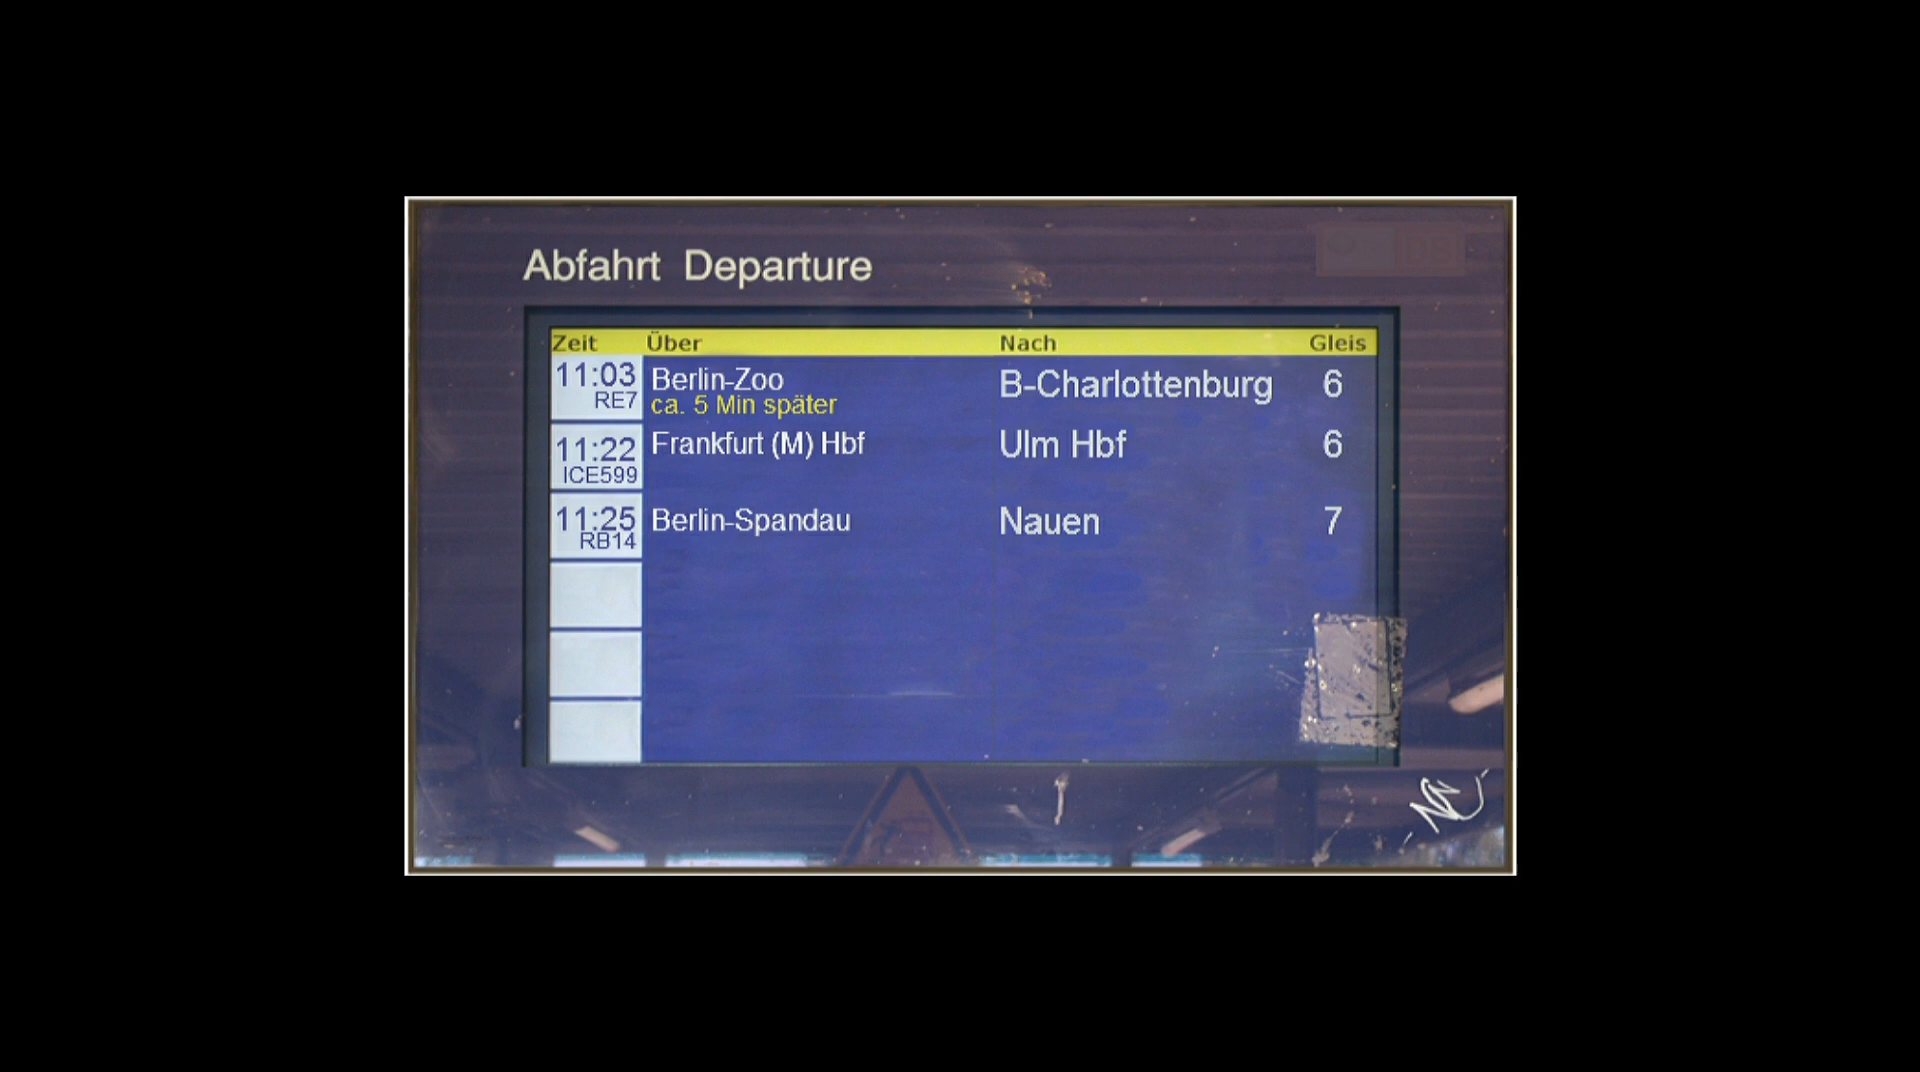 Abfahrt Departure
Zeit Über Nach Gleis
11:03 Berlin-Zoo B-Charlottenburg 6
RE7 ca. 5 Min später
11:22 Frankfurt (M) Hbf Ulm Hbf 6
ICE599
11:25 Berlin-Spandau Nauen 7
RB14